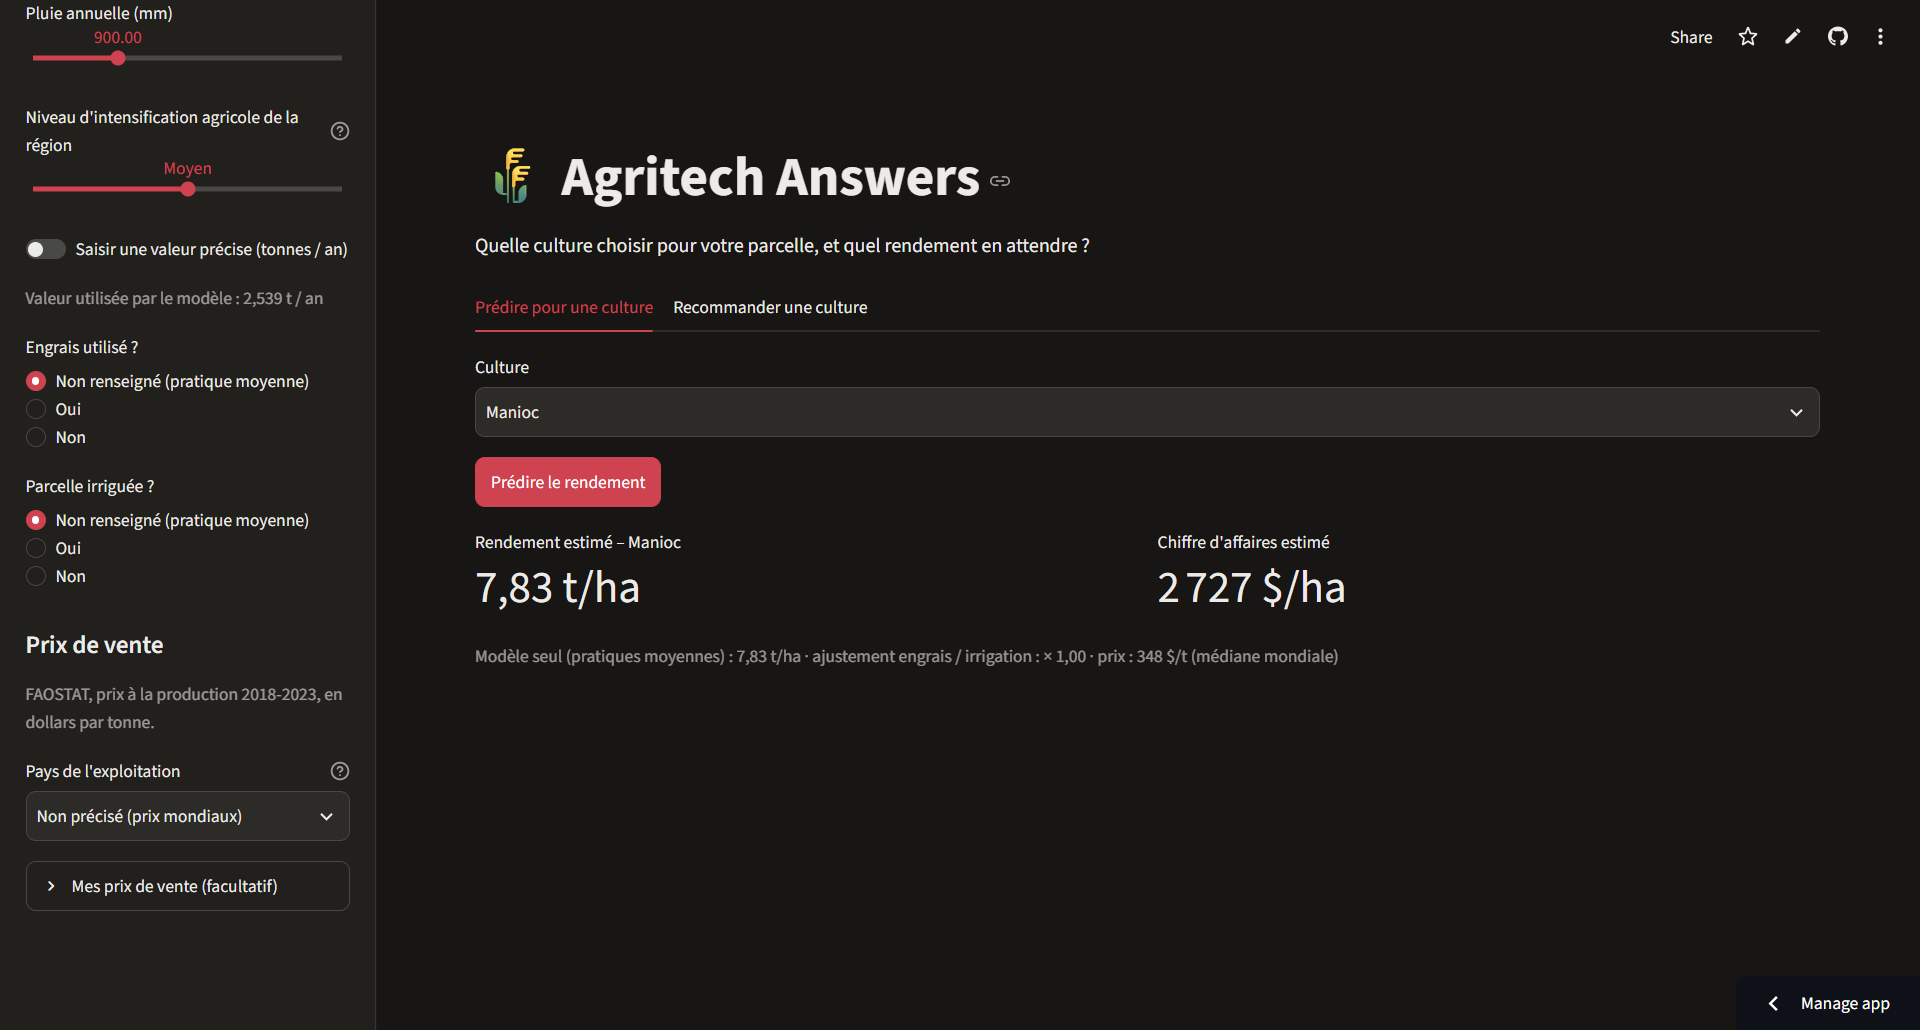 Pluie annuelle (mm)
900.00
Niveau d'intensification agricole de la
région
Moyen
Saisir une valeur précise (tonnes / an)
Valeur utilisée par le modèle : 2,539 t / an
Engrais utilisé ?
Non renseigné (pratique moyenne)
Oui
Non
Parcelle irriguée ?
Non renseigné (pratique moyenne)
Oui
Non
Prix de vente
FAOSTAT, prix à la production 2018-2023, en
dollars par tonne.
Pays de l'exploitation
Non précisé (prix mondiaux)
Mes prix de vente (facultatif)
Share
Agritech Answers
Quelle culture choisir pour votre parcelle, et quel rendement en attendre ?
Prédire pour une culture
Recommander une culture
Culture
Manioc
Prédire le rendement
Rendement estimé – Manioc
7,83 t/ha
Chiffre d'affaires estimé
2 727 $/ha
Modèle seul (pratiques moyennes) : 7,83 t/ha · ajustement engrais / irrigation : × 1,00 · prix : 348 $/t (médiane mondiale)
Manage app